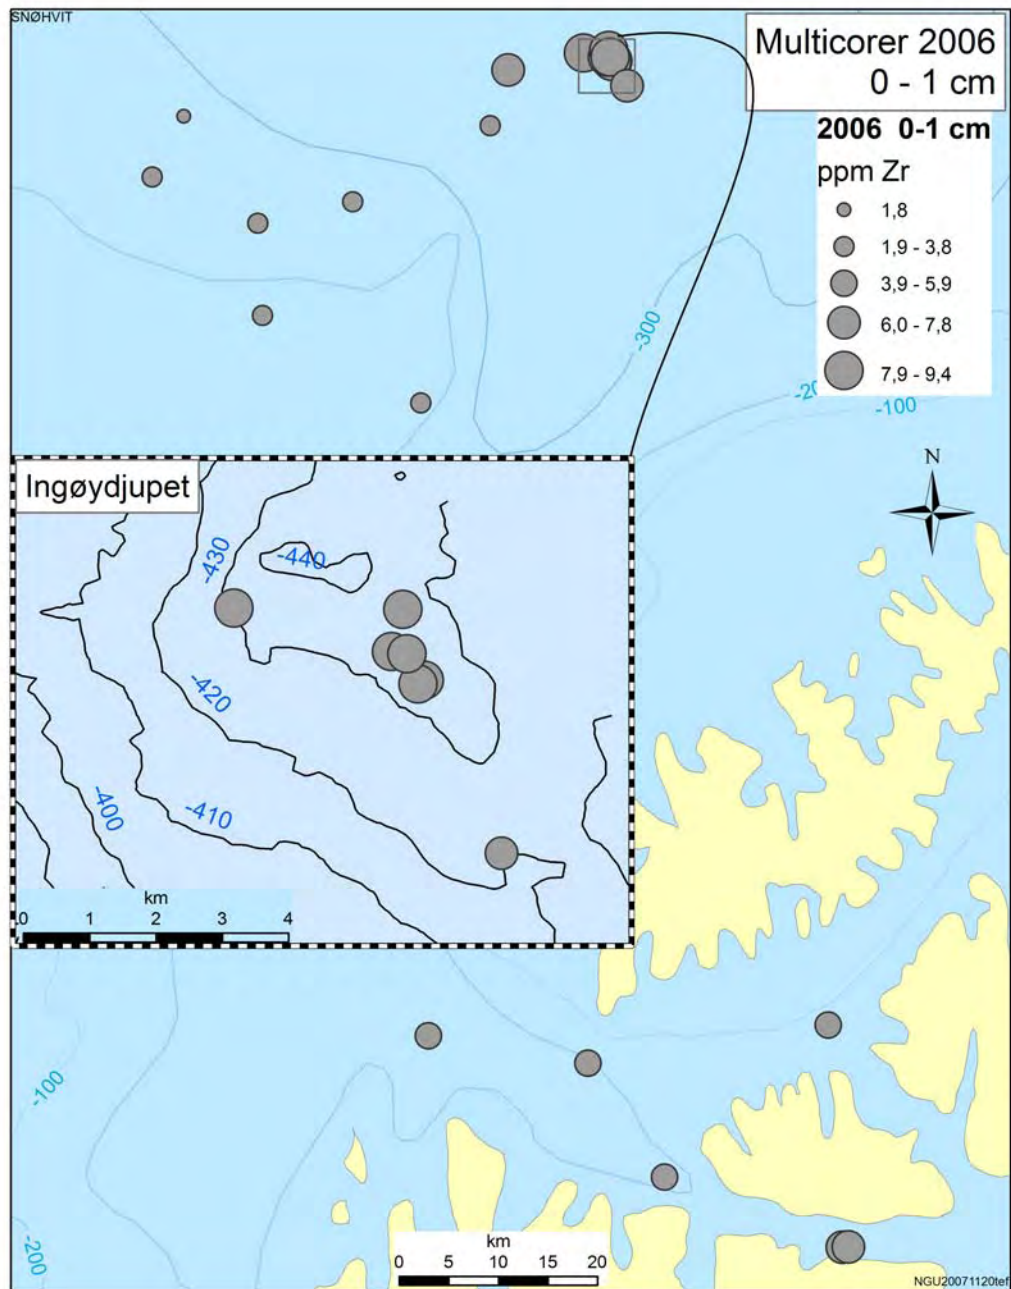 SNØHVIT
Multicorer 2006
0 - 1 cm
2006 0-1 cm
ppm Zr
1,8
1,9 - 3,8
3,9 - 5,9
6,0 - 7,8
7,9 - 9,4
-300
-100
N
Ingøydjupet
-430
-440
-420
-410
-400
km
0 1 2 3 4
-100
-200
km
0 5 10 15 20
NGU20071120tef